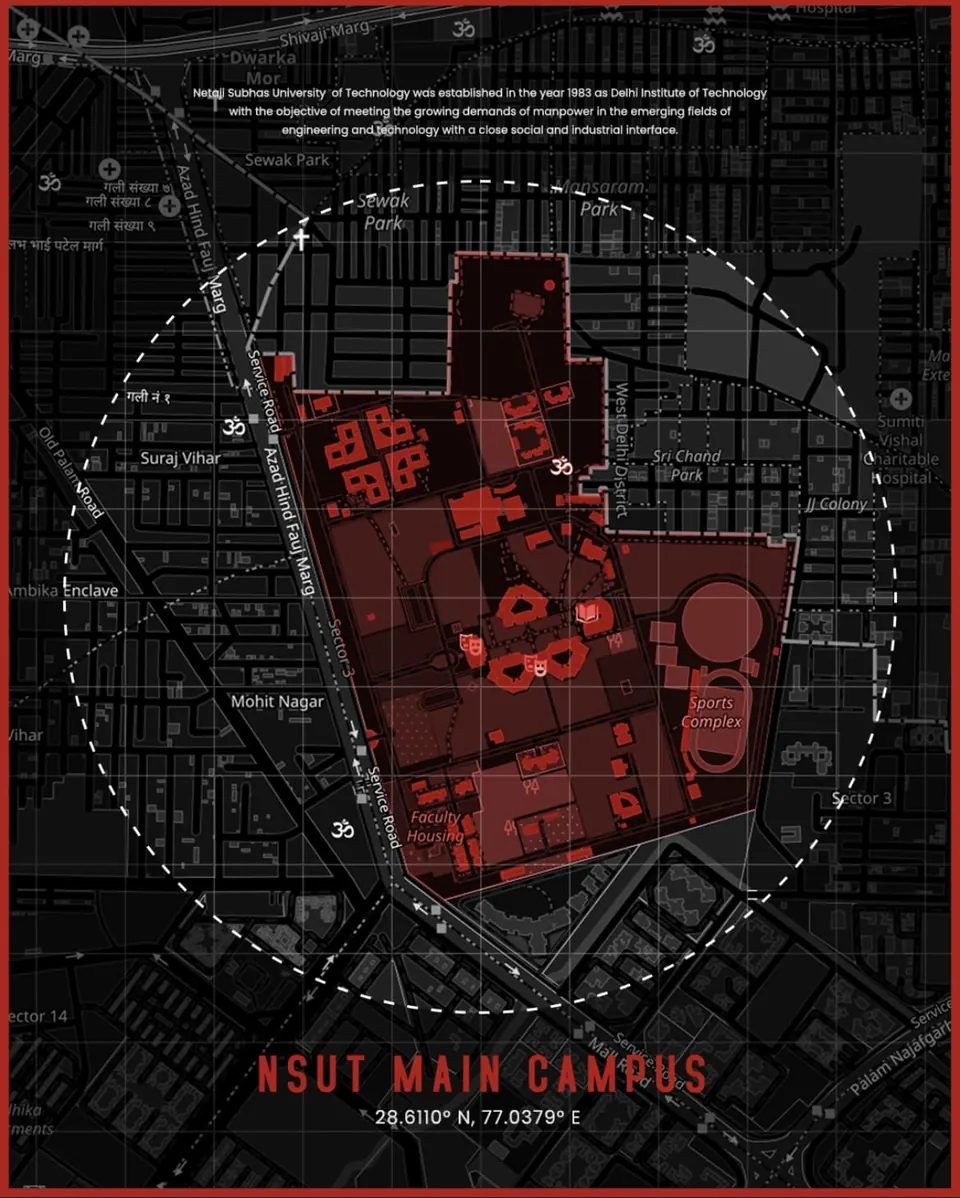 Hospital
Shivaji Marg
Marg
Dwarka
Mor
Netaji Subhas University of Technology was established in the year 1983 as Delhi Institute of Technology
with the objective of meeting the growing demands of manpower in the emerging fields of
engineering and technology with a close social and industrial interface.
Sewak Park
Azad Hind Fauj Marg
गली संख्या ७
गली संख्या ८
गली संख्या ९
लभ भाई पटेल मार्ग
ॐ
ॐ
ॐ
Sewak
Park
Mansaram
Park
Service Road
गली नं १
ॐ
Suraj Vihar
Old Palam Road
Azad Hind Fauj Marg
ॐ
West Delhi District
Sri Chand
Park
Sumiti
Vishal
Charitable
Hospital
JJ Colony
Ambika Enclave
Sector 3
Mohit Nagar
Vihar
Sports
Complex
Service Road
ॐ
Faculty
Housing
Sector 3
ector 14
NSUT MAIN CAMPUS
28.6110° N, 77.0379° E
Service Road
Mall Road
Service
Palam Najafgarh